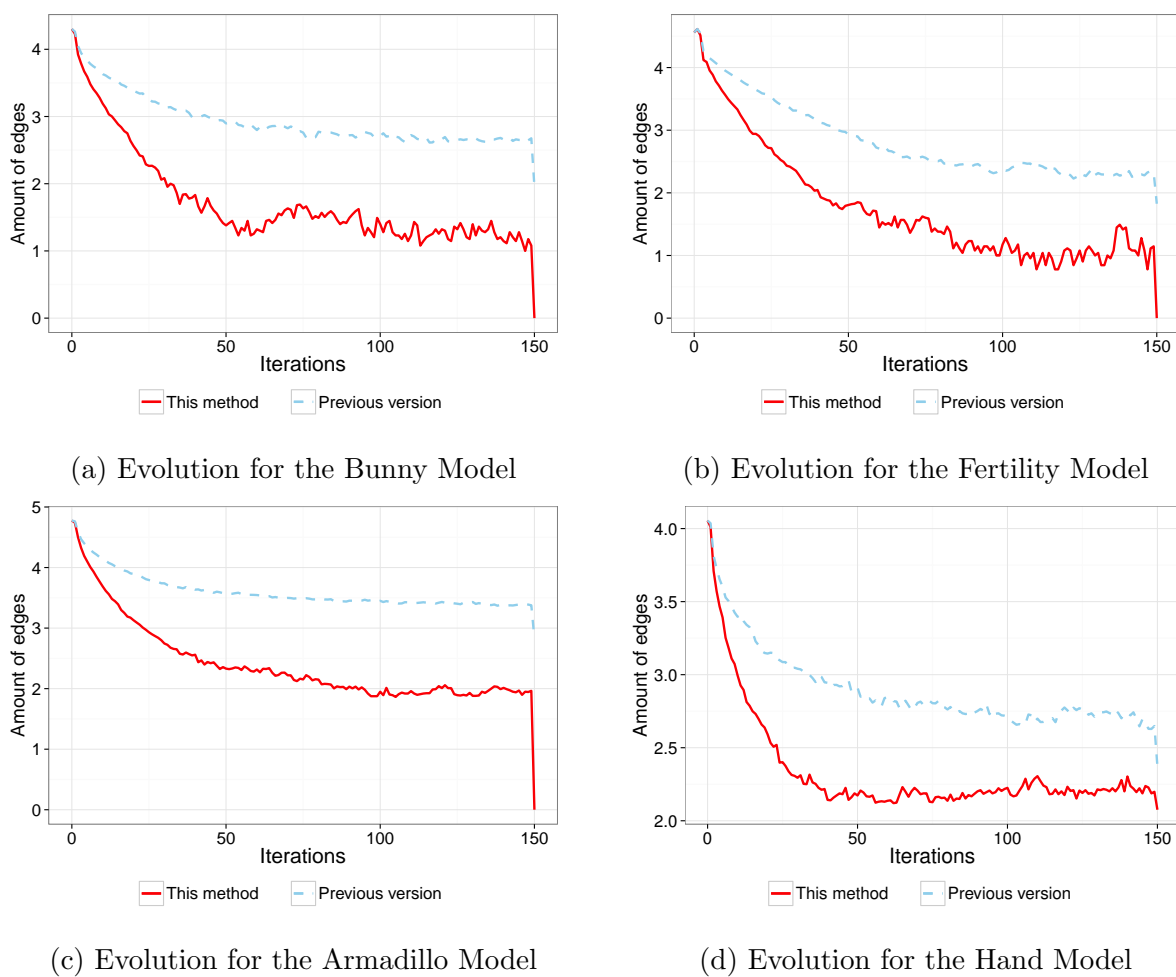 Amount of edges
4
3
2
1
0
0 50 100 150
Iterations
This method Previous version
(a) Evolution for the Bunny Model
Amount of edges
4
3
2
1
0
0 50 100 150
Iterations
This method Previous version
(b) Evolution for the Fertility Model
Amount of edges
5
4
3
2
1
0
0 50 100 150
Iterations
This method Previous version
(c) Evolution for the Armadillo Model
Amount of edges
4.0
3.5
3.0
2.5
2.0
0 50 100 150
Iterations
This method Previous version
(d) Evolution for the Hand Model